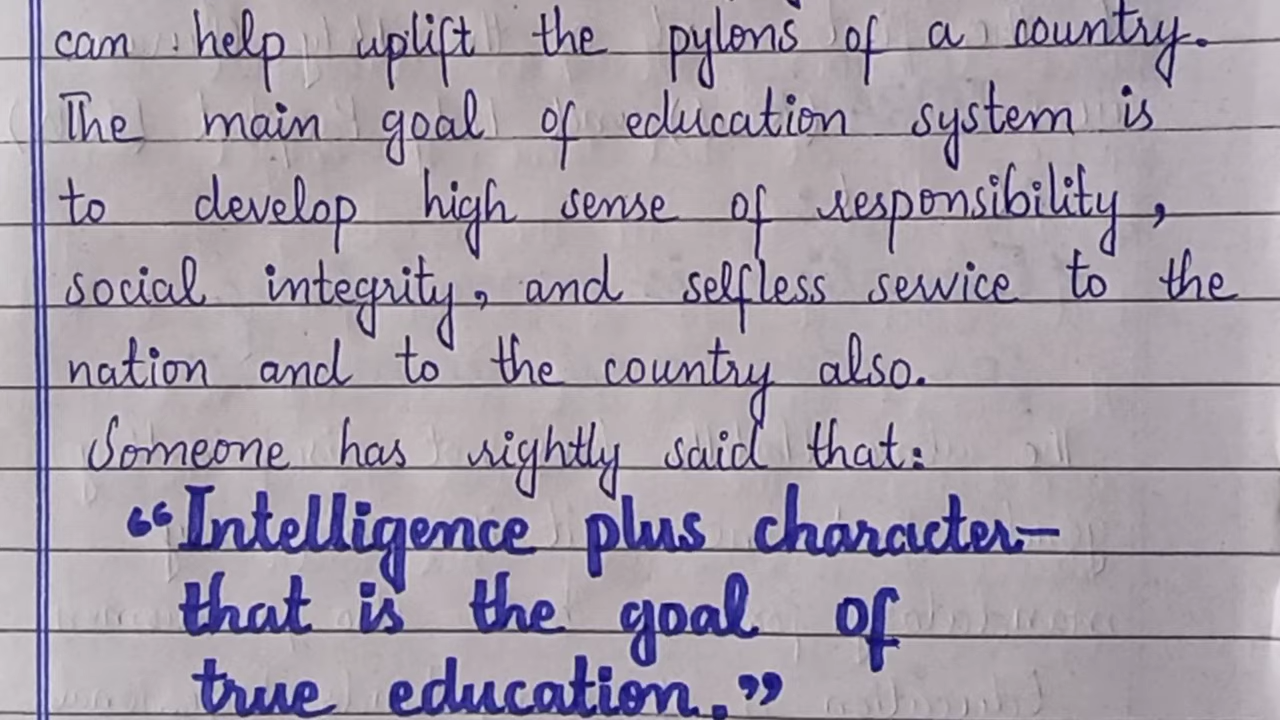 can help uplift the pylons of a country.
The main goal of education system is
to develop high sense of responsibility,
social integrity, and selfless service to the
nation and to the country also.
Someone has rightly said that:
“Intelligence plus character–
that is the goal of
true education.”